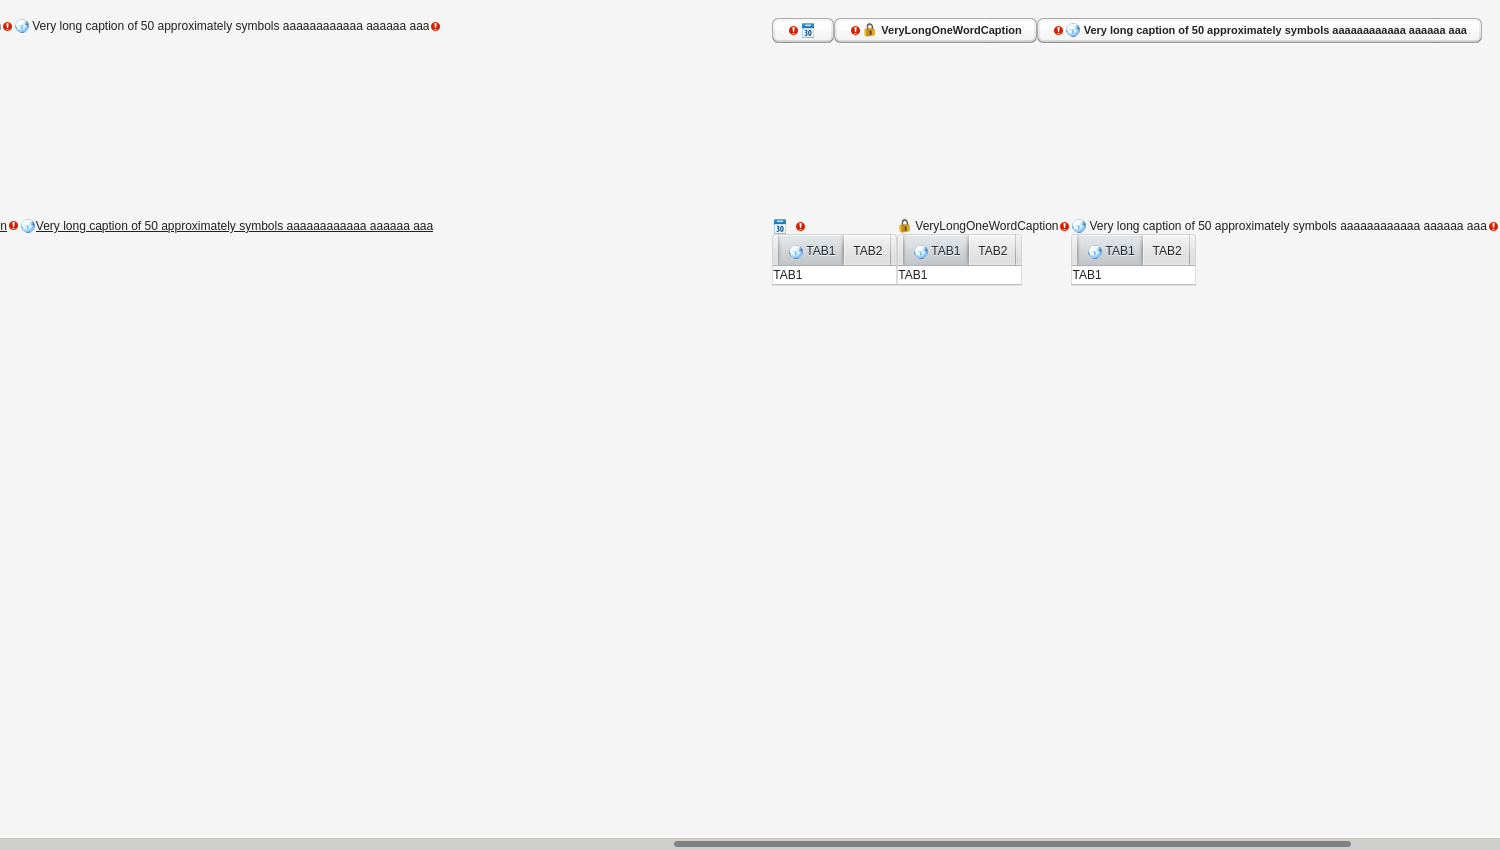 Very long caption of 50 approximately symbols aaaaaaaaaaaa aaaaaa aaa
30 VeryLongOneWordCaption Very long caption of 50 approximately symbols aaaaaaaaaaaa aaaaaa aaa
n Very long caption of 50 approximately symbols aaaaaaaaaaaa aaaaaa aaa
30 VeryLongOneWordCaption Very long caption of 50 approximately symbols aaaaaaaaaaaa aaaaaa aaa
TAB1 TAB2 TAB1 TAB2 TAB1 TAB2
TAB1 TAB1 TAB1